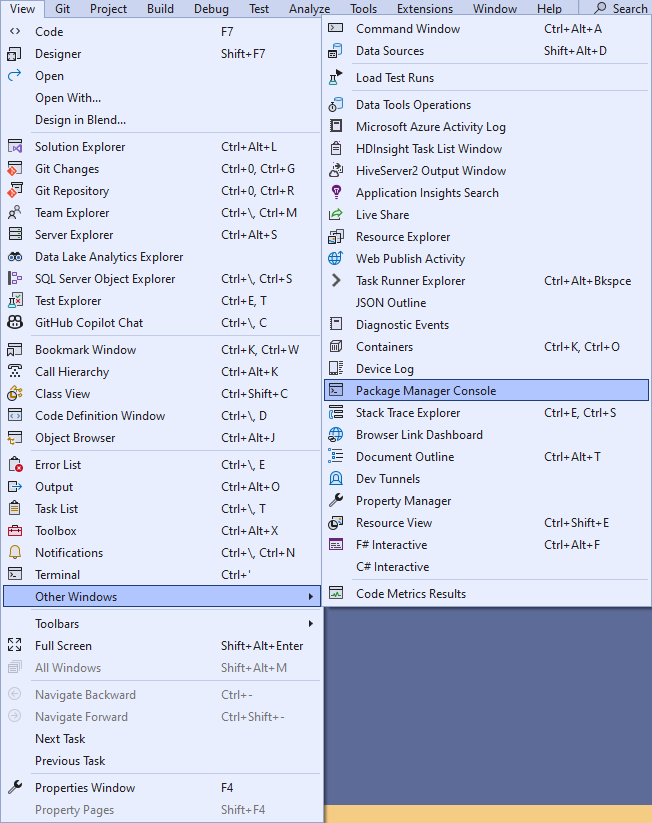 View Git Project Build Debug Test Analyze Tools Extensions Window Help Search
Code F7
Designer Shift+F7
Open
Open With...
Design in Blend...
Solution Explorer Ctrl+Alt+L
Git Changes Ctrl+0, Ctrl+G
Git Repository Ctrl+0, Ctrl+R
Team Explorer Ctrl+\, Ctrl+M
Server Explorer Ctrl+Alt+S
Data Lake Analytics Explorer
SQL Server Object Explorer Ctrl+\, Ctrl+S
Test Explorer Ctrl+E, T
GitHub Copilot Chat Ctrl+\, C
Bookmark Window Ctrl+K, Ctrl+W
Call Hierarchy Ctrl+Alt+K
Class View Ctrl+Shift+C
Code Definition Window Ctrl+\, D
Object Browser Ctrl+Alt+J
Error List Ctrl+\, E
Output Ctrl+Alt+O
Task List Ctrl+\, T
Toolbox Ctrl+Alt+X
Notifications Ctrl+\, Ctrl+N
Terminal Ctrl+'
Other Windows
Toolbars
Full Screen Shift+Alt+Enter
All Windows Shift+Alt+M
Navigate Backward Ctrl+-
Navigate Forward Ctrl+Shift+-
Next Task
Previous Task
Properties Window F4
Property Pages Shift+F4
Command Window Ctrl+Alt+A
Data Sources Shift+Alt+D
Load Test Runs
Data Tools Operations
Microsoft Azure Activity Log
HDInsight Task List Window
HiveServer2 Output Window
Application Insights Search
Live Share
Resource Explorer
Web Publish Activity
Task Runner Explorer Ctrl+Alt+Bkspce
JSON Outline
Diagnostic Events
Containers Ctrl+K, Ctrl+O
Device Log
Package Manager Console
Stack Trace Explorer Ctrl+E, Ctrl+S
Browser Link Dashboard
Document Outline Ctrl+Alt+T
Dev Tunnels
Property Manager
Resource View Ctrl+Shift+E
F# Interactive Ctrl+Alt+F
C# Interactive
Code Metrics Results